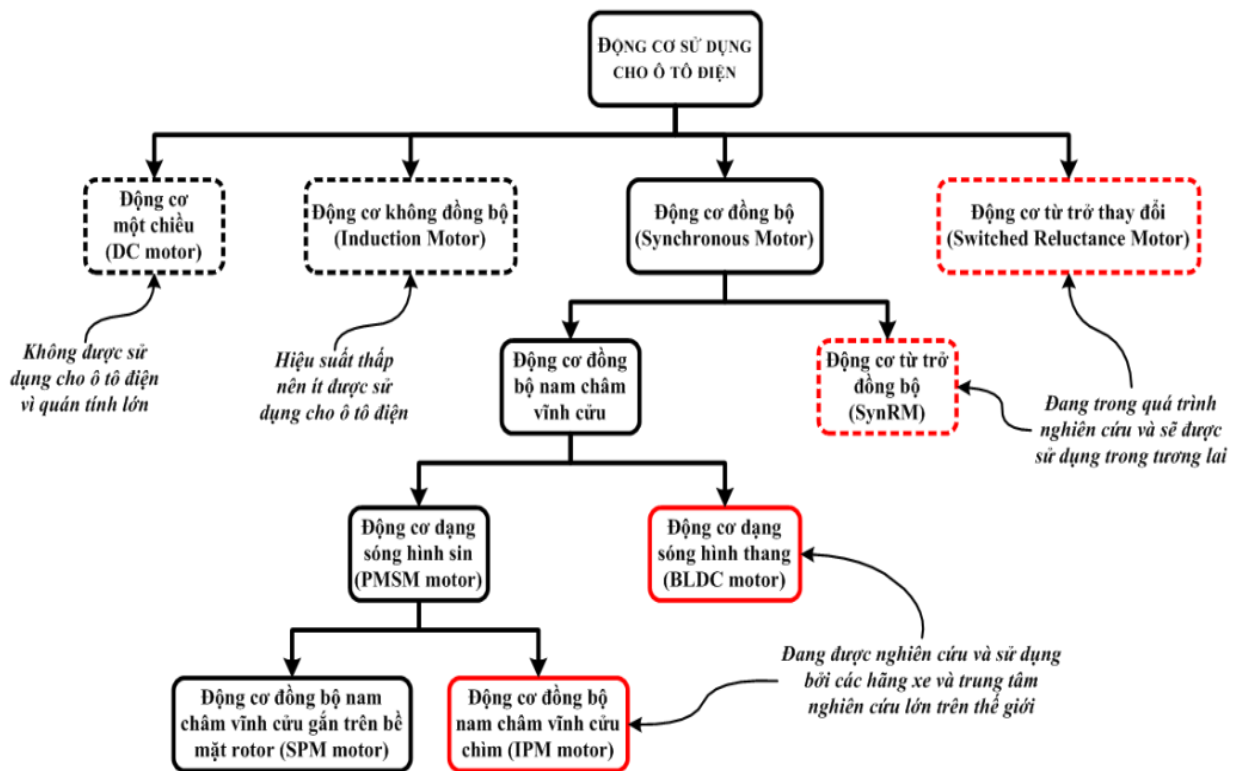 ĐỘNG CƠ SỬ DỤNG
CHO Ô TÔ ĐIỆN
Động cơ
một chiều
(DC motor)
Động cơ không đồng bộ
(Induction Motor)
Động cơ đồng bộ
(Synchronous Motor)
Động cơ từ trở thay đổi
(Switched Reluctance Motor)
Không được sử
dụng cho ô tô điện
vì quán tính lớn
Hiệu suất thấp
nên ít được sử
dụng cho ô tô điện
Động cơ đồng
bộ nam châm
vĩnh cửu
Động cơ từ trở
đồng bộ
(SynRM)
Đang trong quá trình
nghiên cứu và sẽ được
sử dụng trong tương lai
Động cơ dạng
sóng hình sin
(PMSM motor)
Động cơ dạng
sóng hình thang
(BLDC motor)
Động cơ đồng bộ nam
châm vĩnh cửu gắn trên bề
mặt rotor (SPM motor)
Động cơ đồng bộ
nam châm vĩnh cửu
chìm (IPM motor)
Đang được nghiên cứu và sử dụng
bởi các hãng xe và trung tâm
nghiên cứu lớn trên thế giới